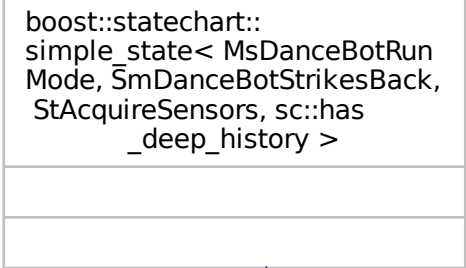 boost::statechart::
simple_state< MsDanceBotRun
Mode, SmDanceBotStrikesBack,
StAcquireSensors, sc::has
_deep_history >